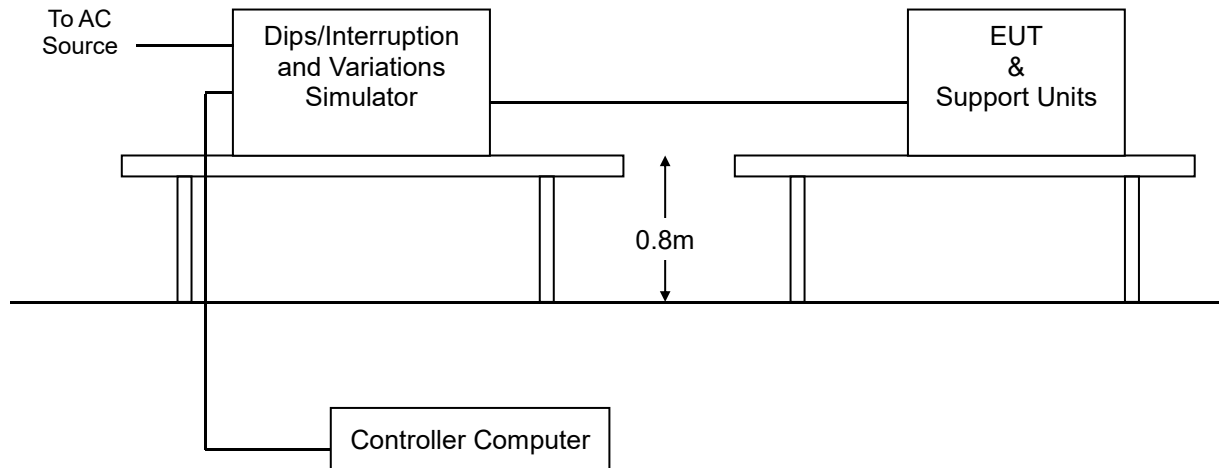 To AC
Source
Dips/Interruption
and Variations
Simulator
EUT
&
Support Units
0.8m
Controller Computer